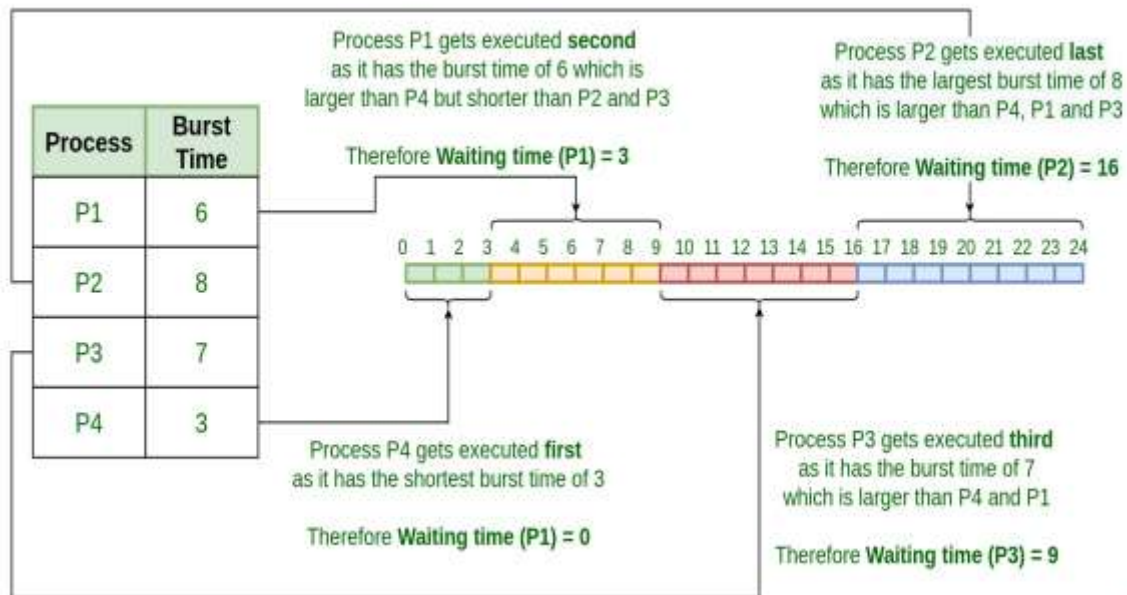 Process P1 gets executed second
as it has the burst time of 6 which is
larger than P4 but shorter than P2 and P3
Therefore Waiting time (P1) = 3
Process P2 gets executed last
as it has the largest burst time of 8
which is larger than P4, P1 and P3
Therefore Waiting time (P2) = 16
Process Burst Time
P1 6
P2 8
P3 7
P4 3
0 1 2 3 4 5 6 7 8 9 10 11 12 13 14 15 16 17 18 19 20 21 22 23 24
Process P4 gets executed first
as it has the shortest burst time of 3
Therefore Waiting time (P1) = 0
Process P3 gets executed third
as it has the burst time of 7
which is larger than P4 and P1
Therefore Waiting time (P3) = 9